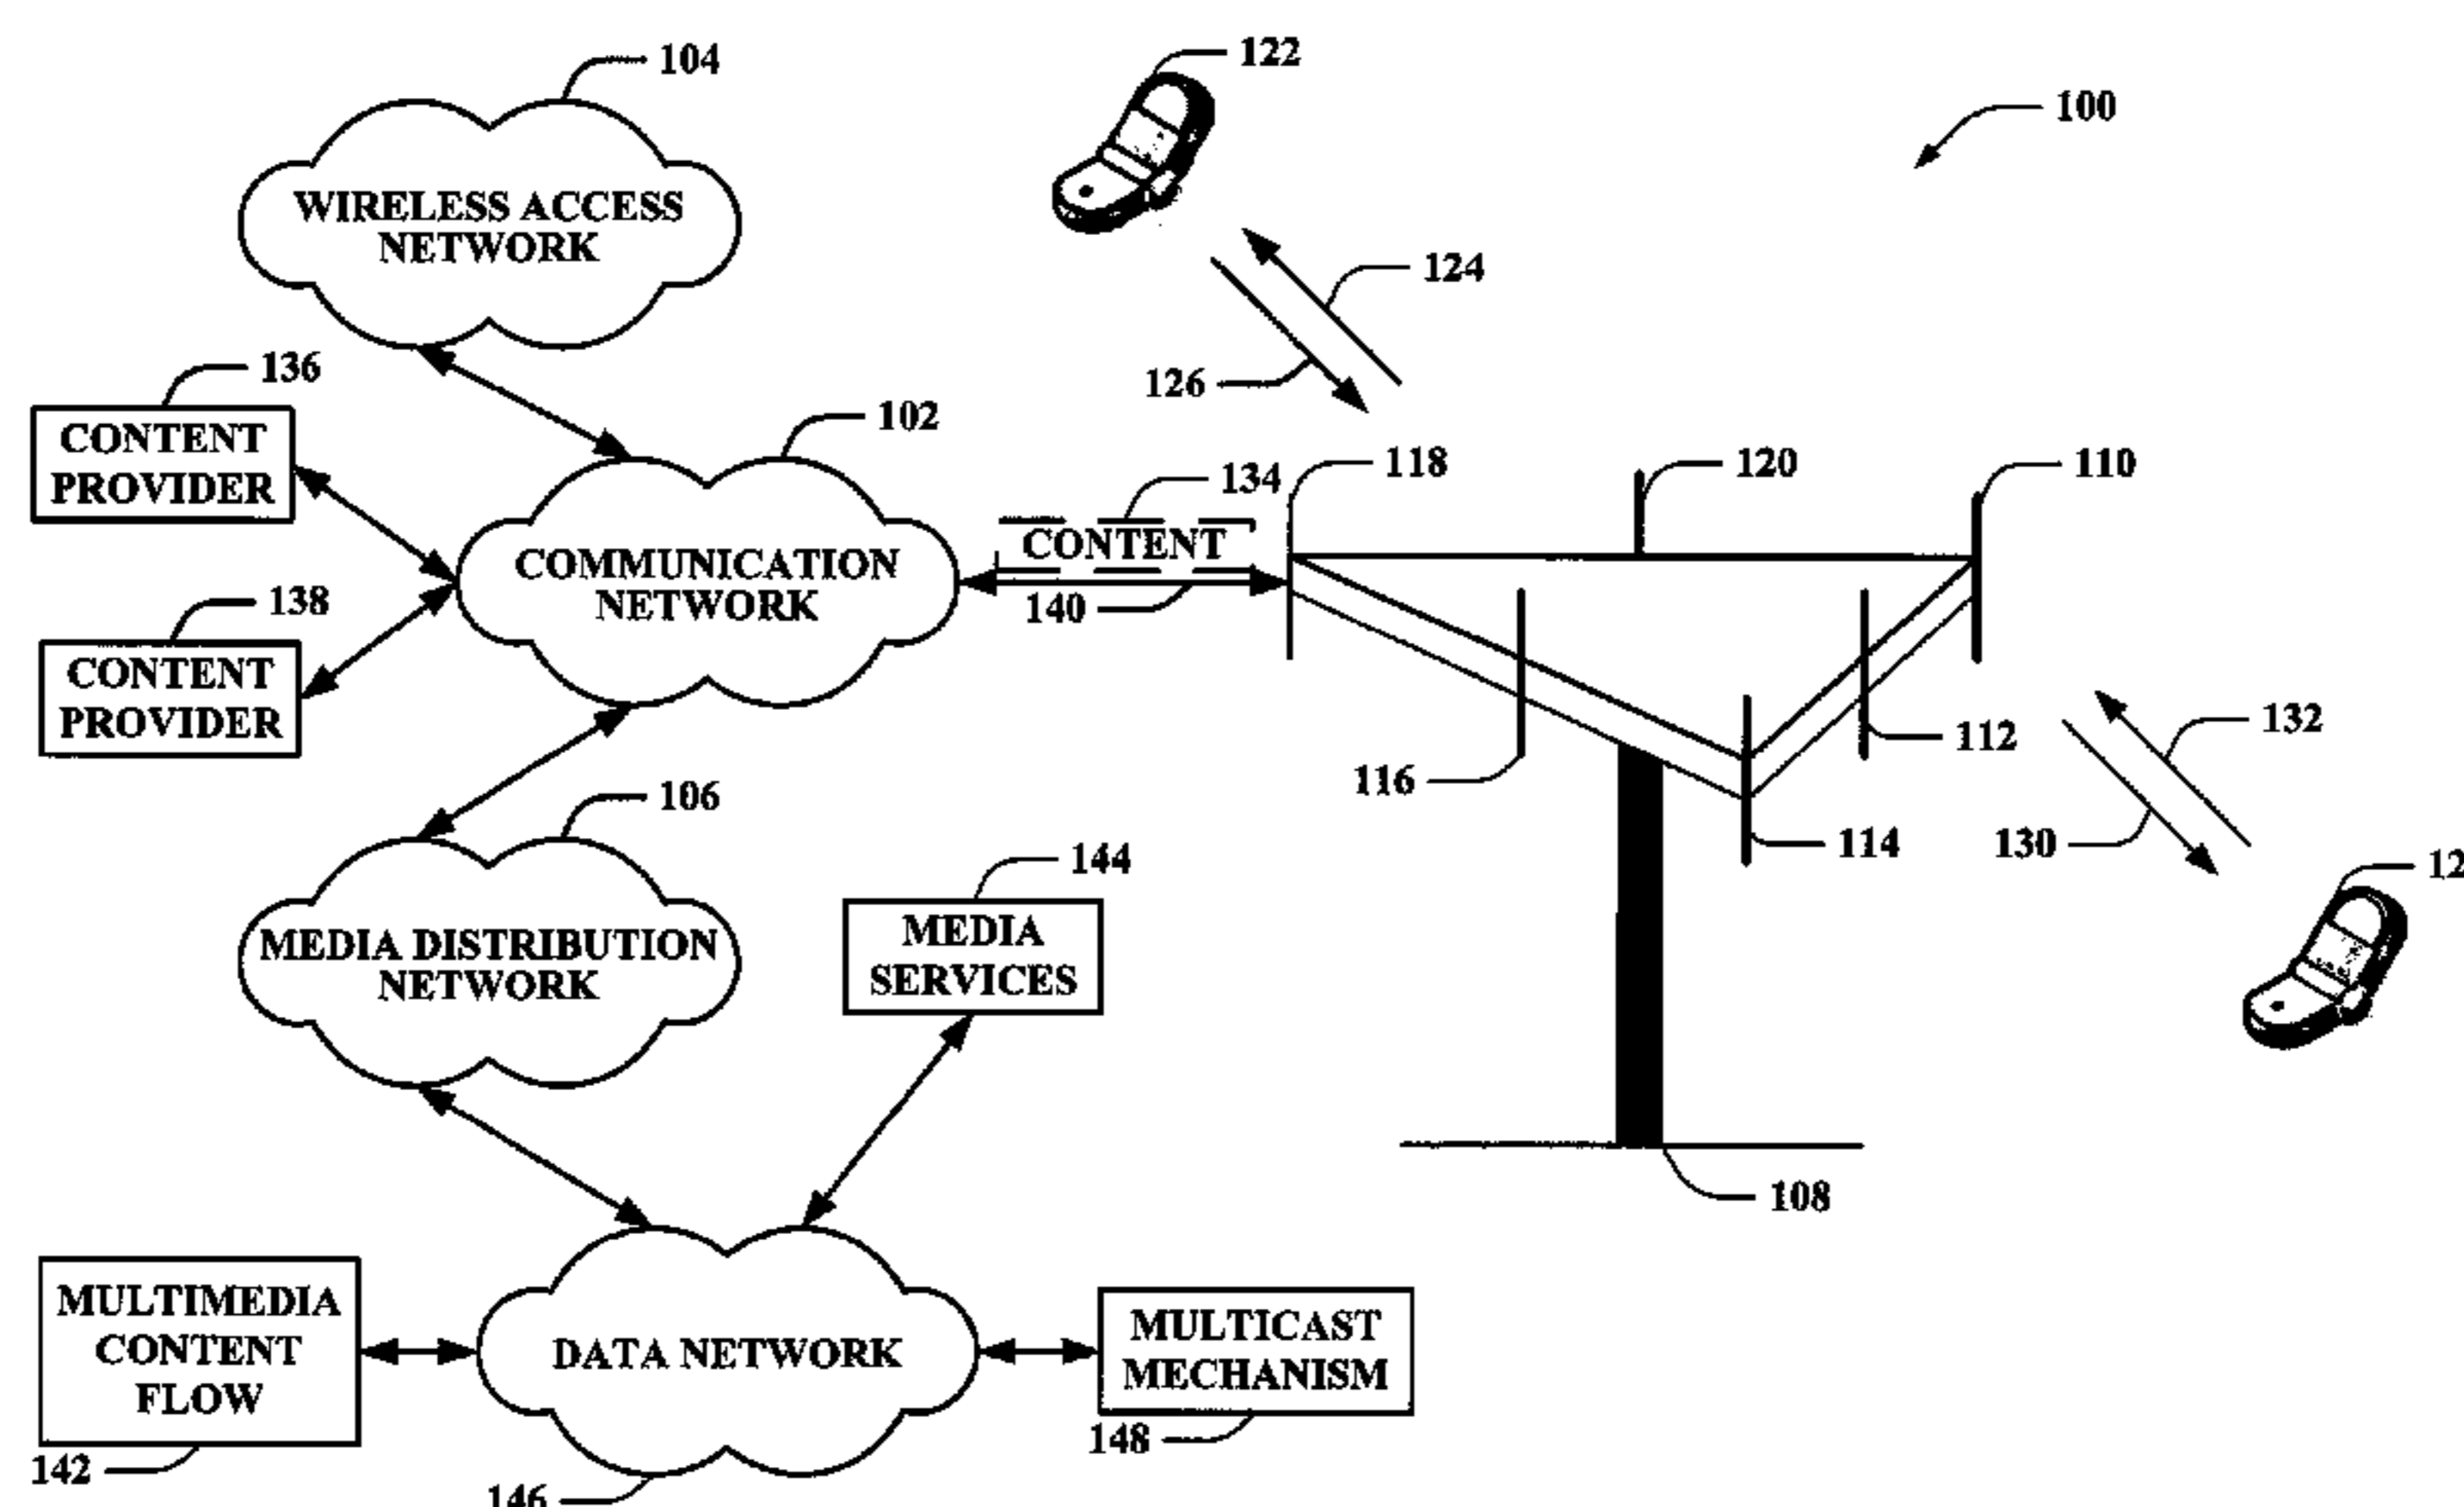 104
122
100
WIRELESS ACCESS
NETWORK
124
136
126
102
CONTENT
PROVIDER
134
118
120
110
CONTENT
COMMUNICATION
NETWORK
138
140
CONTENT
PROVIDER
132
112
116
106
130
114
144
12
MEDIA DISTRIBUTION
NETWORK
MEDIA
SERVICES
108
MULTIMEDIA
CONTENT
FLOW
DATA NETWORK
MULTICAST
MECHANISM
148
142
146